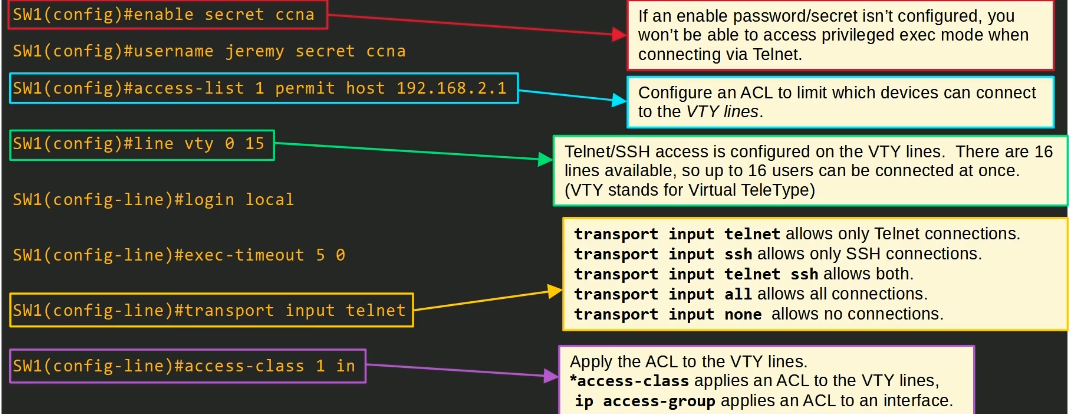 SW1(config)#enable secret ccna
If an enable password/secret isn't configured, you
won't be able to access privileged exec mode when
connecting via Telnet.
SW1(config)#username jeremy secret ccna
SW1(config)#access-list 1 permit host 192.168.2.1
Configure an ACL to limit which devices can connect
to the VTY lines.
SW1(config)#line vty 0 15
Telnet/SSH access is configured on the VTY lines.  There are 16
lines available, so up to 16 users can be connected at once.
(VTY stands for Virtual TeleType)
SW1(config-line)#login local
SW1(config-line)#exec-timeout 5 0
SW1(config-line)#transport input telnet
transport input telnet allows only Telnet connections.
transport input ssh allows only SSH connections.
transport input telnet ssh allows both.
transport input all allows all connections.
transport input none allows no connections.
SW1(config-line)#access-class 1 in
Apply the ACL to the VTY lines.
*access-class applies an ACL to the VTY lines,
ip access-group applies an ACL to an interface.